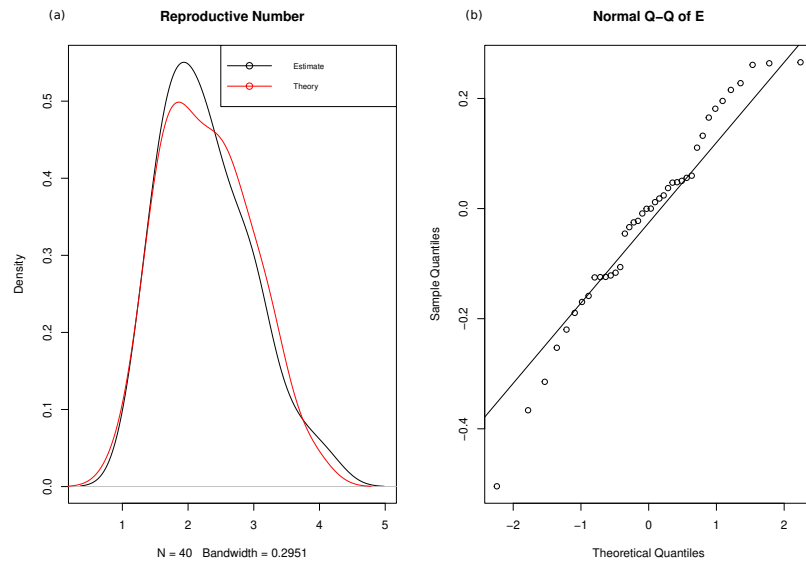 (a)
Reproductive Number
Estimate
Theory
Density
0.0
0.1
0.2
0.3
0.4
0.5
1 2 3 4 5
N = 40 Bandwidth = 0.2951
(b)
Normal Q−Q of E
Sample Quantiles
−0.4
−0.2
0.0
0.2
−2 −1 0 1 2
Theoretical Quantiles